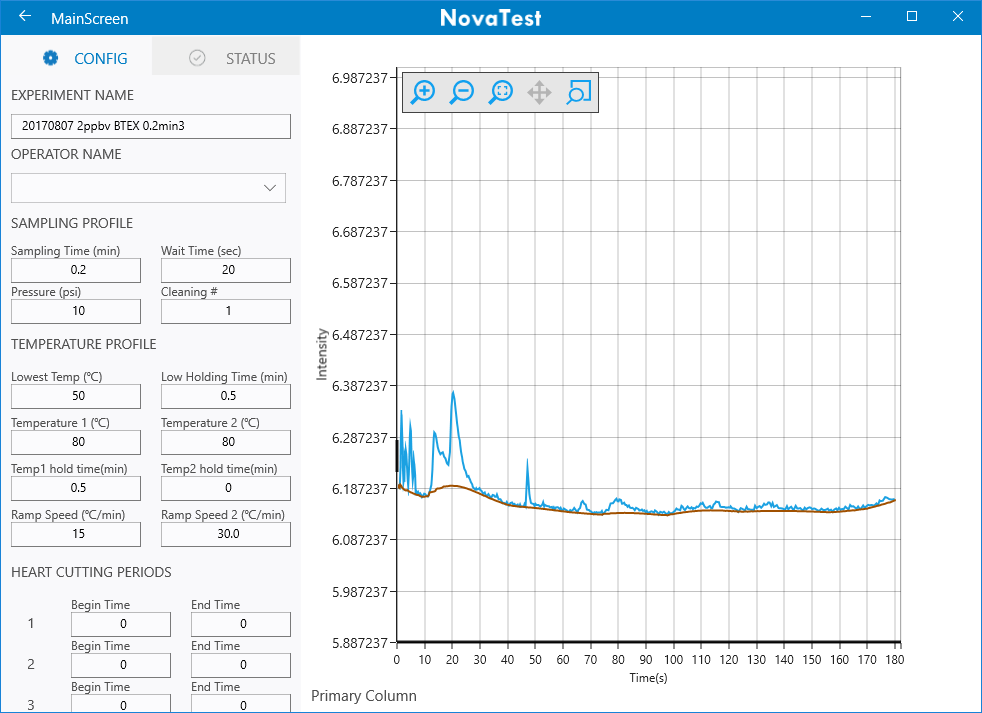 MainScreen
NovaTest
CONFIG
STATUS
EXPERIMENT NAME
20170807 2ppbv BTEX 0.2min3
OPERATOR NAME
SAMPLING PROFILE
Sampling Time (min) Wait Time (sec)
0.2 20
Pressure (psi) Cleaning #
10 1
TEMPERATURE PROFILE
Lowest Temp (℃) Low Holding Time (min)
50 0.5
Temperature 1 (℃) Temperature 2 (℃)
80 80
Temp1 hold time(min) Temp2 hold time(min)
0.5 0
Ramp Speed (℃/min) Ramp Speed 2 (℃/min)
15 30.0
HEART CUTTING PERIODS
Begin Time End Time
1 0 0
Begin Time End Time
2 0 0
Begin Time End Time
3 0 0
6.987237
6.887237
6.787237
6.687237
6.587237
6.487237
6.387237
6.287237
6.187237
6.087237
5.987237
5.887237
Intensity
0 10 20 30 40 50 60 70 80 90 100 110 120 130 140 150 160 170 180
Time(s)
Primary Column